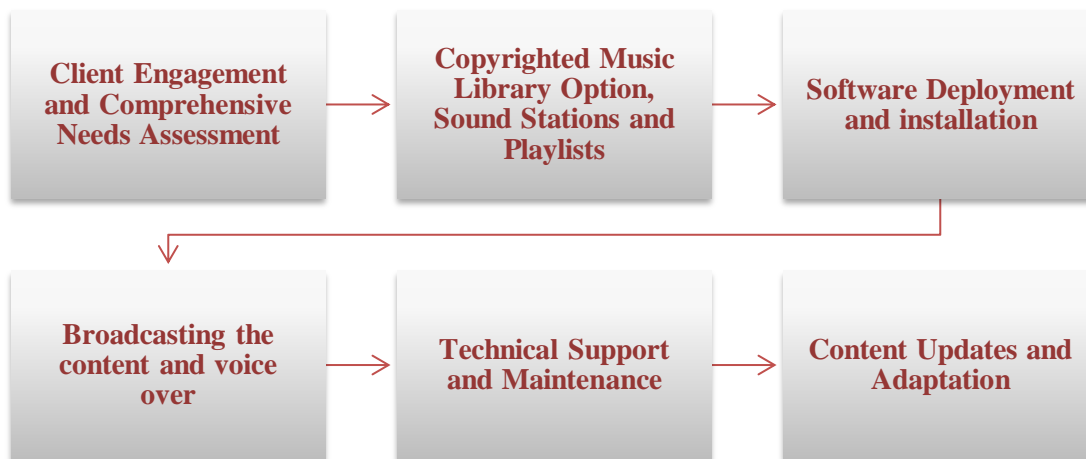 Client Engagement
and Comprehensive
Needs Assessment
Copyrighted Music
Library Option,
Sound Stations and
Playlists
Software Deployment
and installation
Broadcasting the
content and voice
over
Technical Support
and Maintenance
Content Updates and
Adaptation